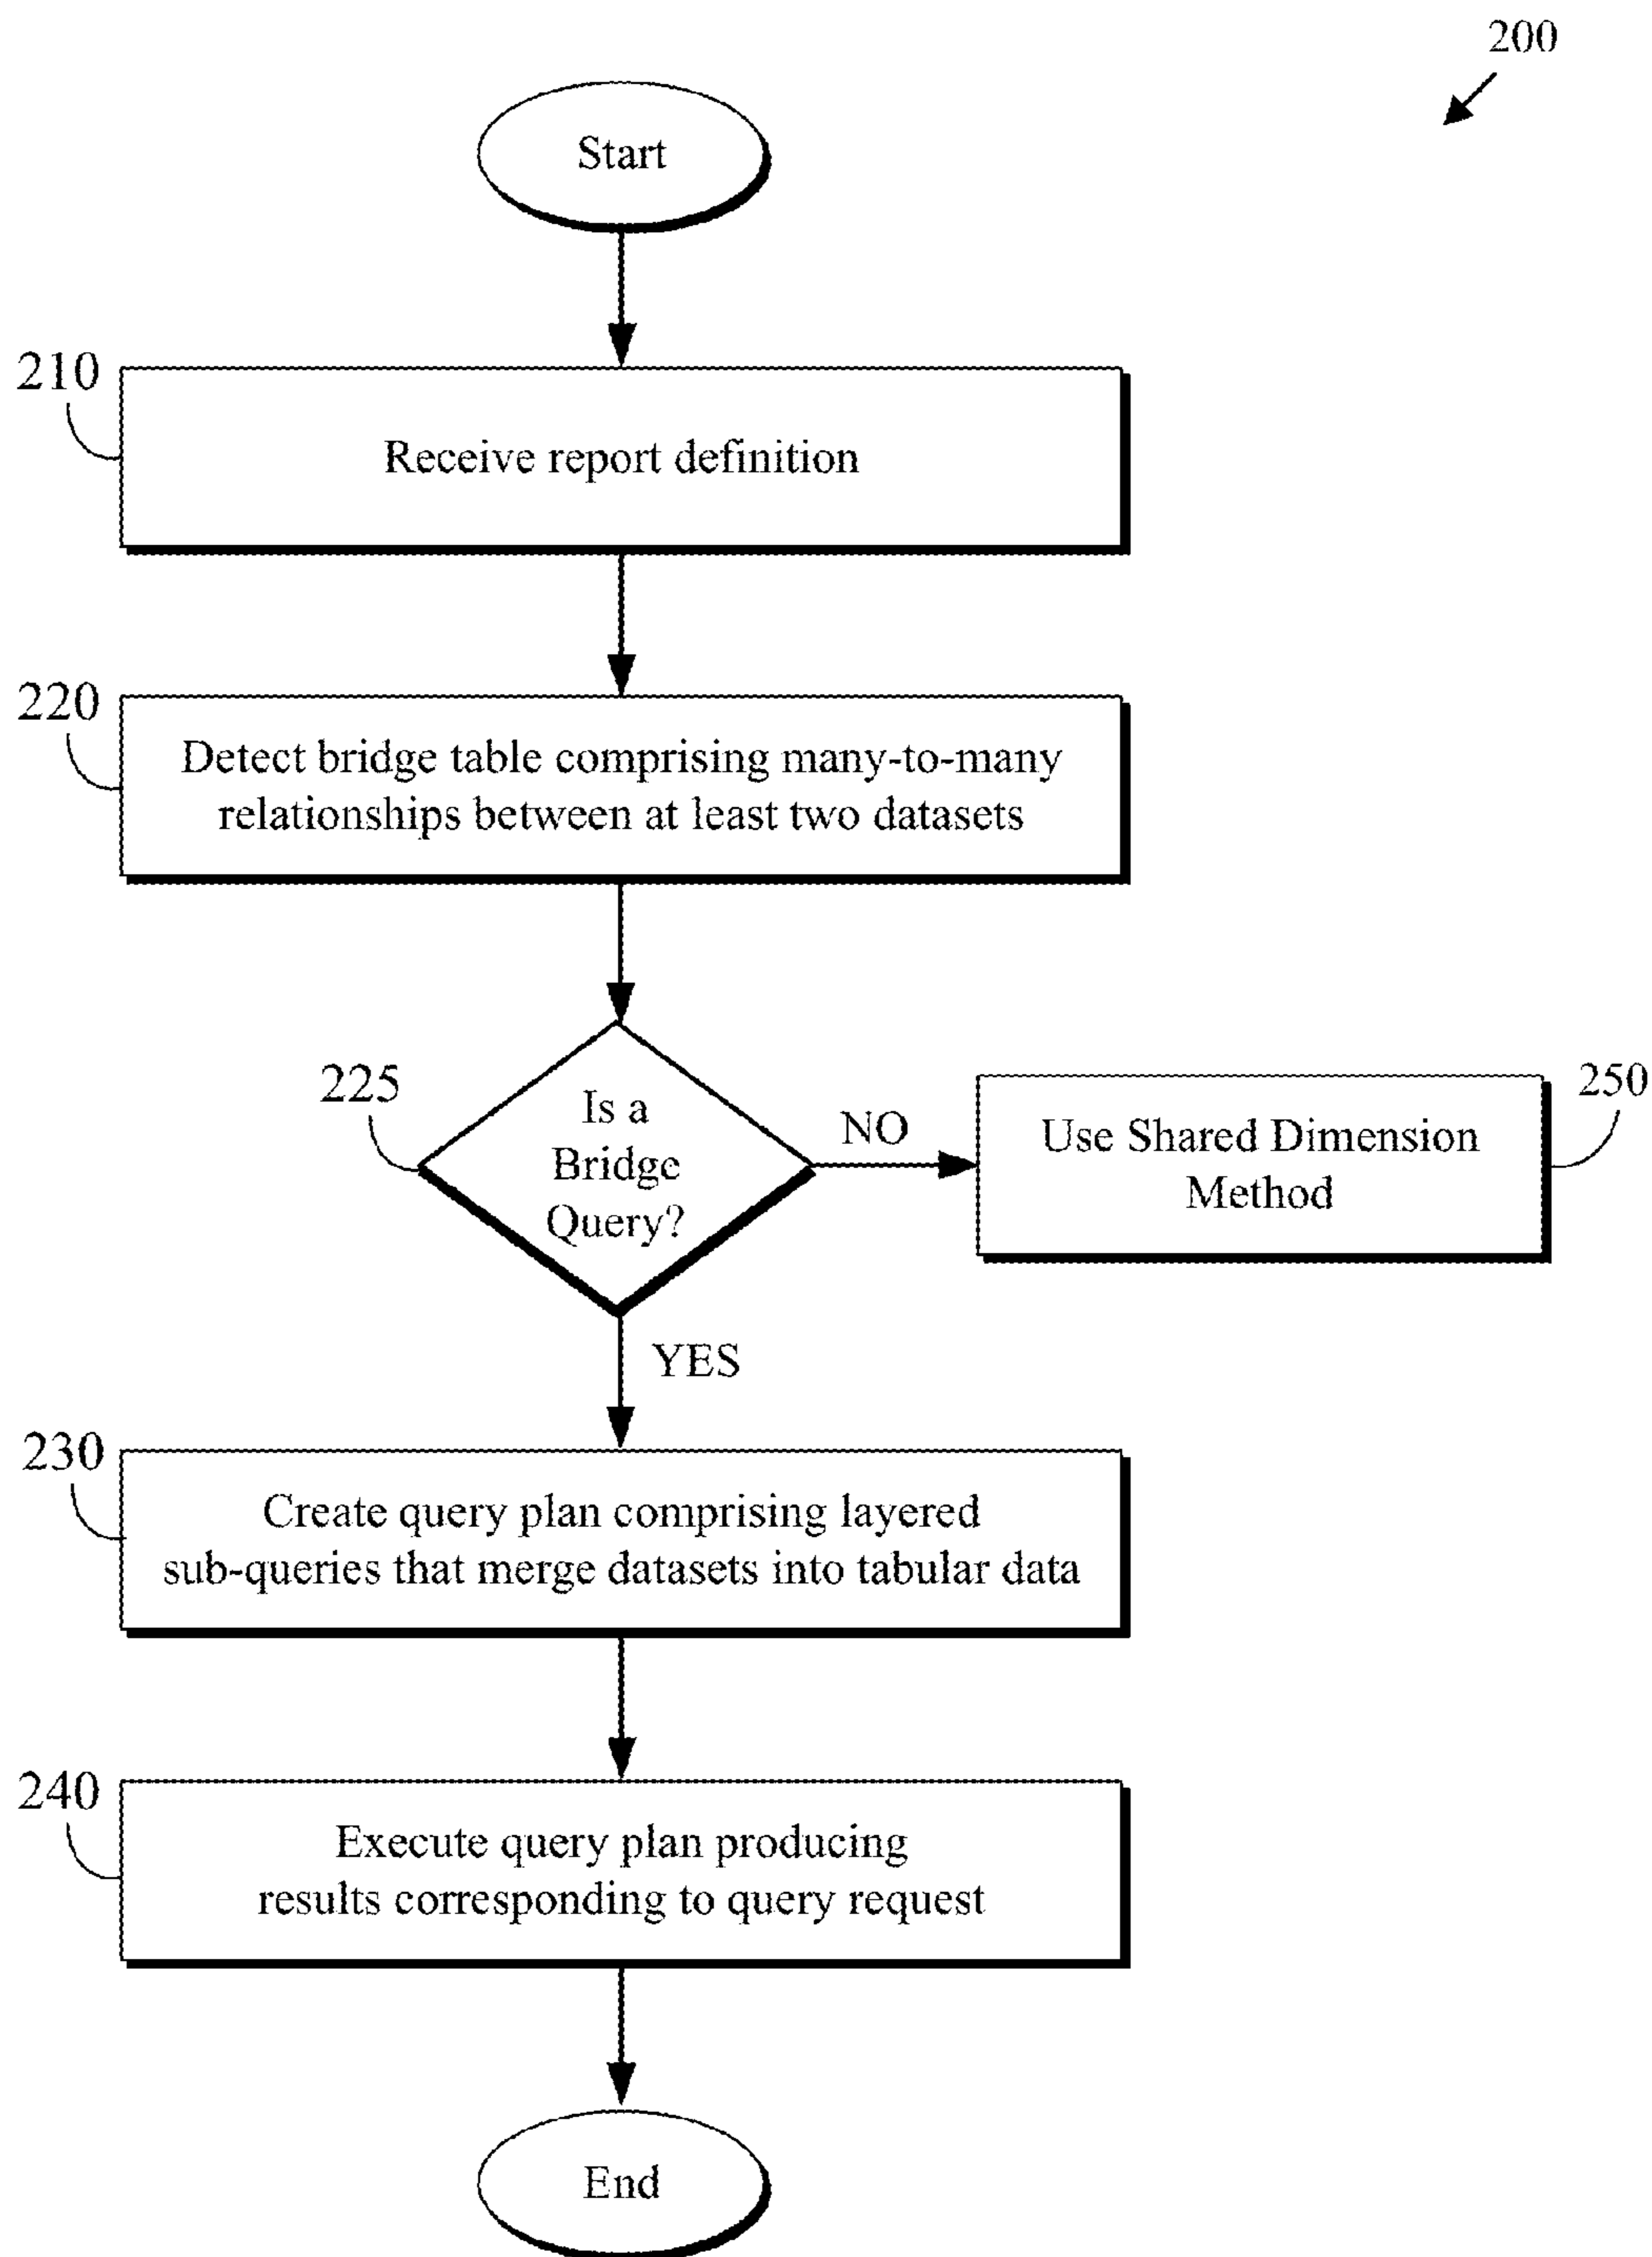 200
Start
210
Receive report definition
220
Detect bridge table comprising many-to-many
relationships between at least two datasets
225
Is a
Bridge
Query?
NO
250
Use Shared Dimension
Method
YES
230
Create query plan comprising layered
sub-queries that merge datasets into tabular data
240
Execute query plan producing
results corresponding to query request
End